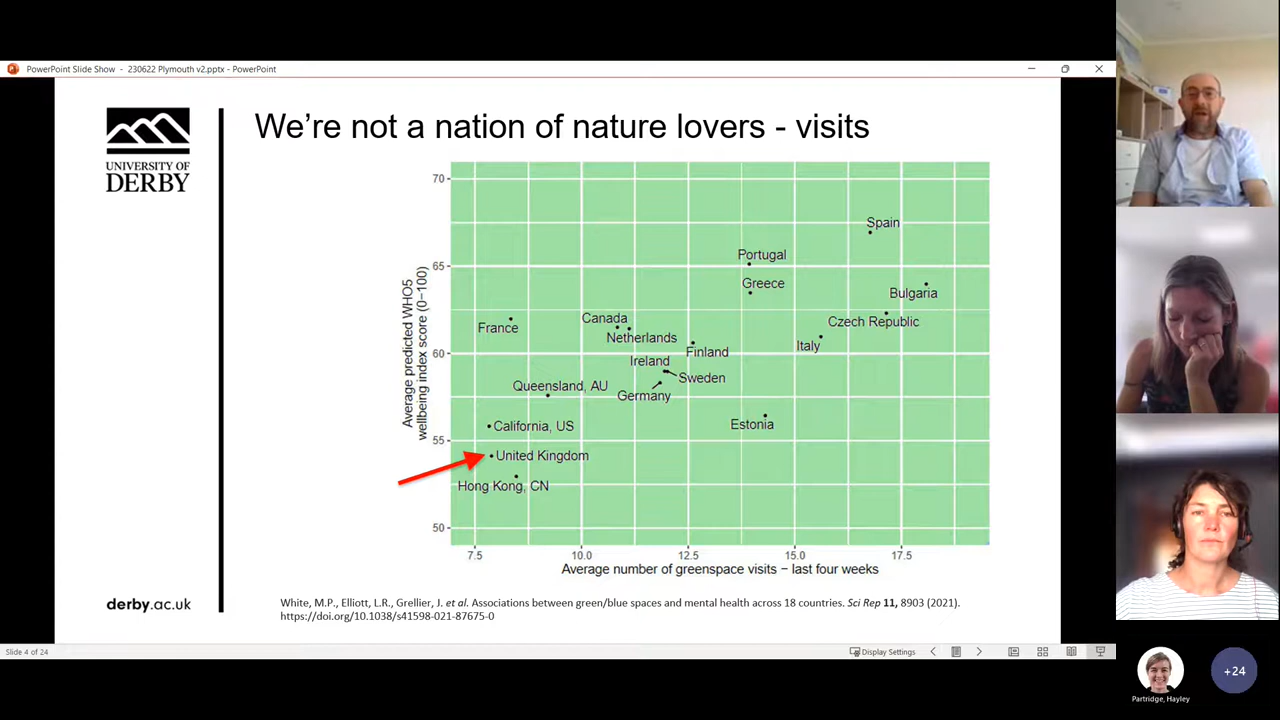 PowerPoint Slide Show - 230622 Plymouth v2.pptx - PowerPoint
UNIVERSITY OF
DERBY
We’re not a nation of nature lovers - visits
70
65
60
55
50
Average predicted WHO5
wellbeing index score (0−100)
Spain
Portugal
Greece
Bulgaria
Czech Republic
Italy
France
Canada
Netherlands
Finland
Ireland
Sweden
Germany
Queensland, AU
Estonia
California, US
United Kingdom
Hong Kong, CN
7.5 10.0 12.5 15.0 17.5
Average number of greenspace visits − last four weeks
derby.ac.uk
White, M.P., Elliott, L.R., Grellier, J. et al. Associations between green/blue spaces and mental health across 18 countries. Sci Rep 11, 8903 (2021).
https://doi.org/10.1038/s41598-021-87675-0
Slide 4 of 24
Display Settings
Partridge, Hayley
+24